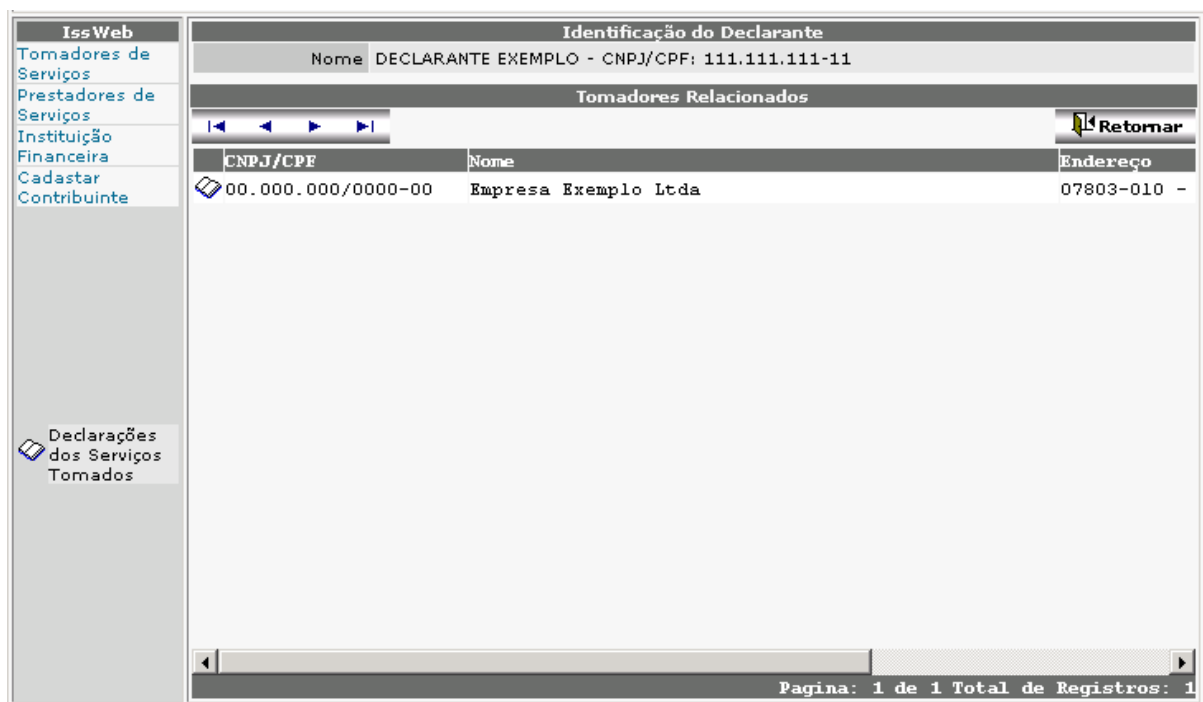 IssWeb
Tomadores de
Serviços
Prestadores de
Serviços
Instituição
Financeira
Cadastar
Contribuinte
Declarações
dos Serviços
Tomados
Identificação do Declarante
Nome DECLARANTE EXEMPLO - CNPJ/CPF: 111.111.111-11
Tomadores Relacionados
Retornar
CNPJ/CPF Nome Endereço
00.000.000/0000-00 Empresa Exemplo Ltda 07803-010 -
Pagina: 1 de 1 Total de Registros: 1